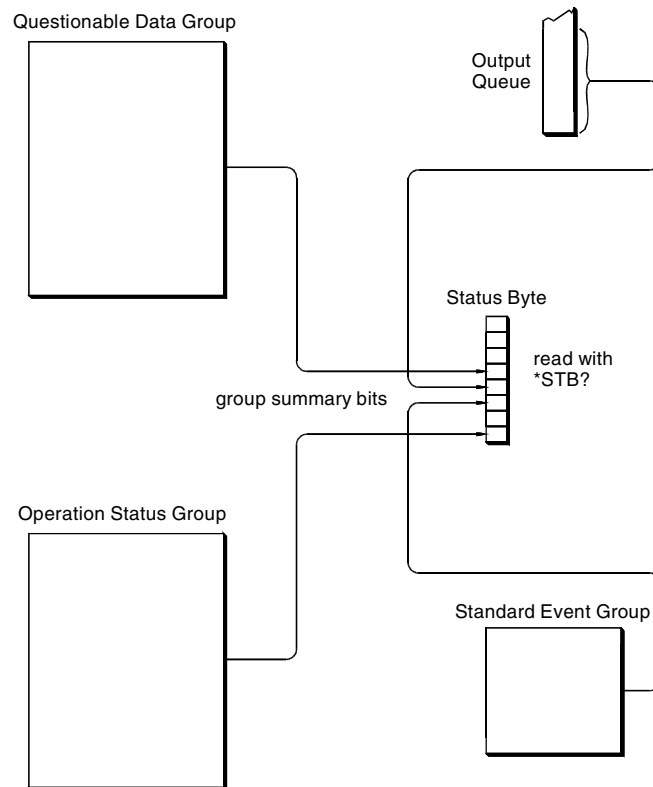 Questionable Data Group
Output
Queue
Status Byte
read with
*STB?
group summary bits
Operation Status Group
Standard Event Group